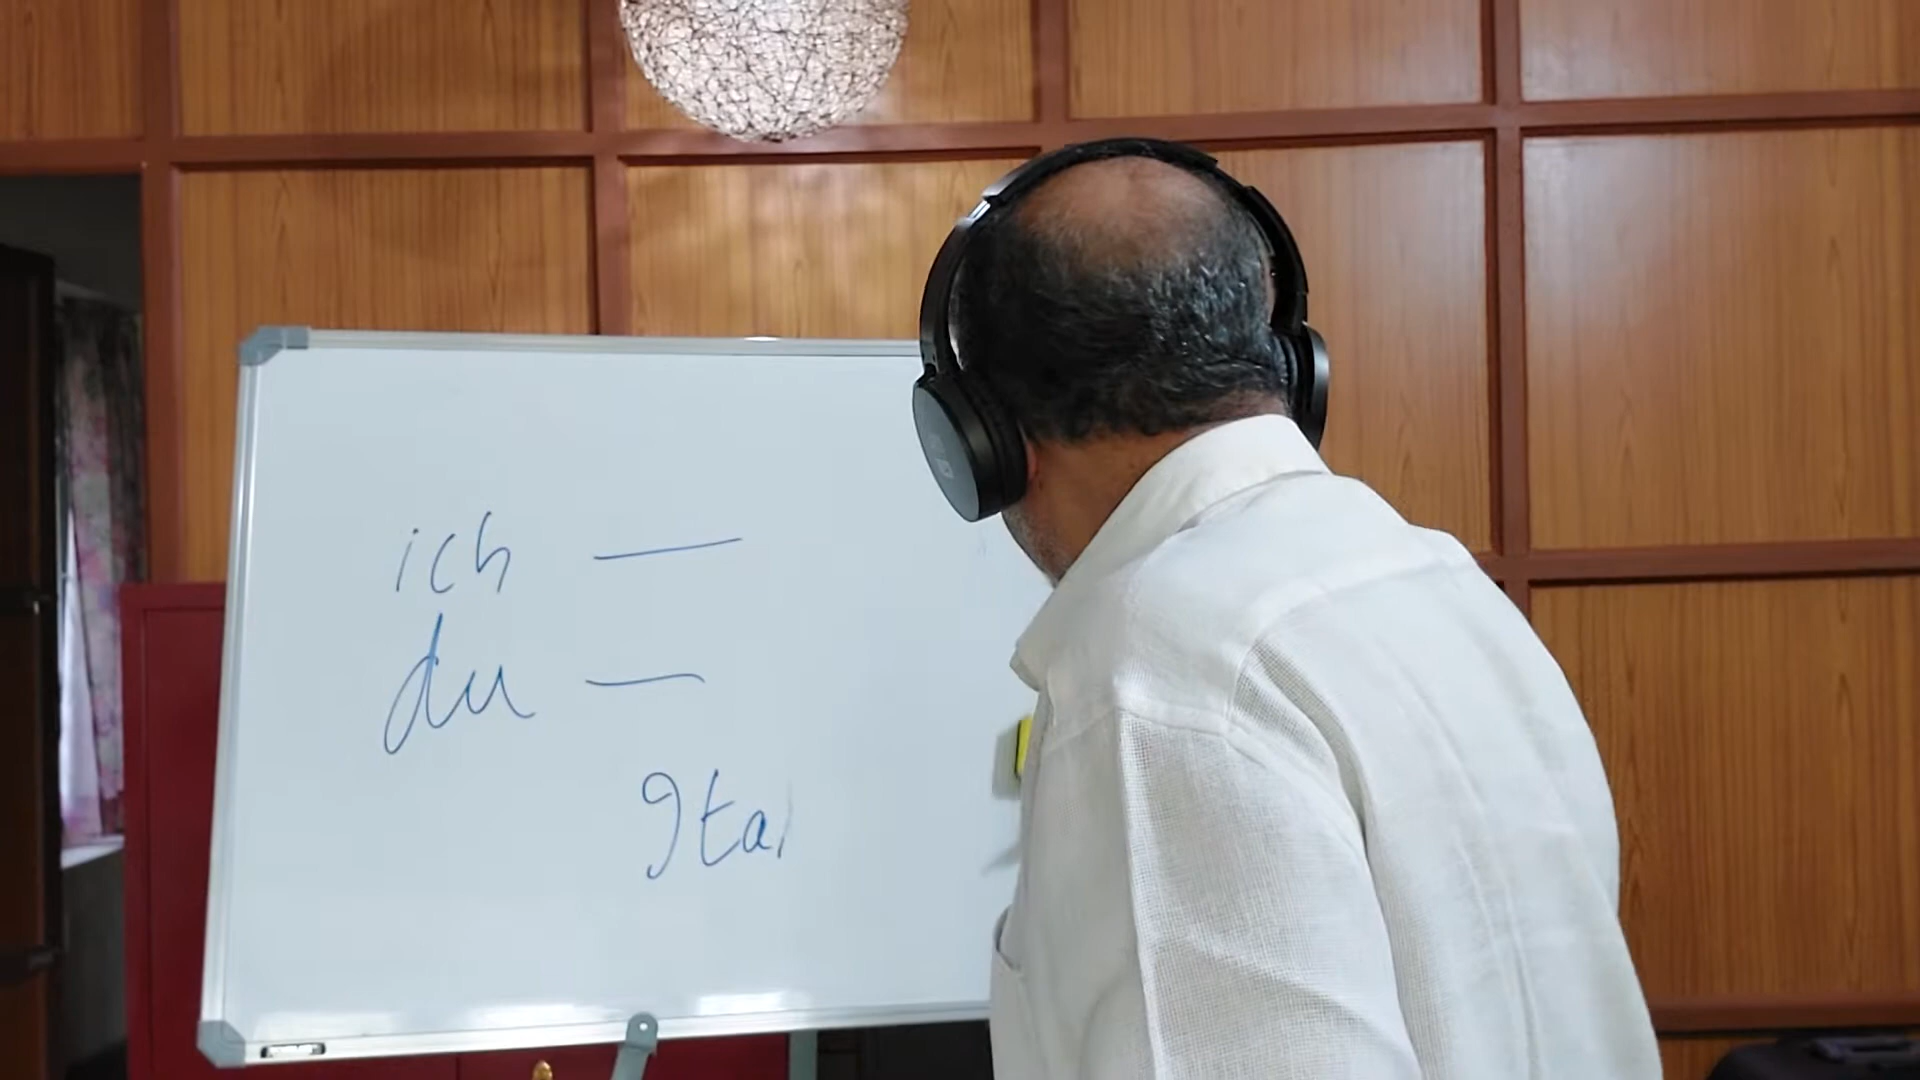 ich —
du —
Ital